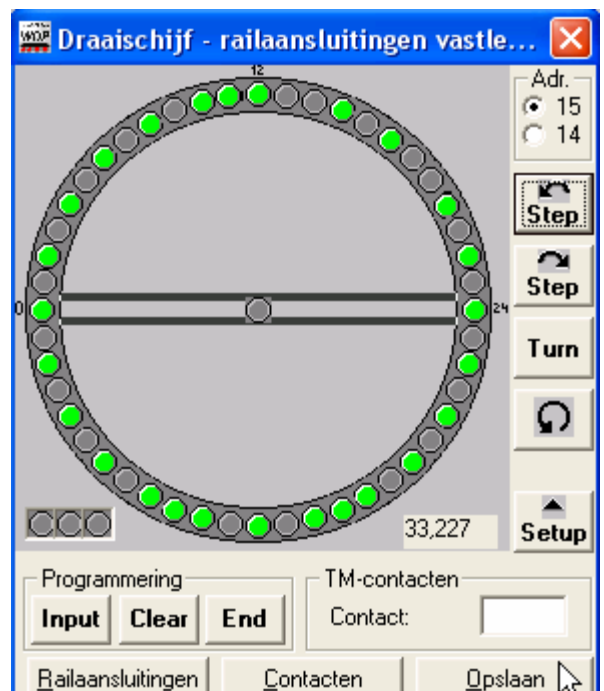 WDP Draaischijf - railaansluitingen vastle...
12
Adr.
15
14
Step
Step
0
24
Turn
33,227
Setup
Programmering
TM-contacten
Input Clear End
Contact:
Railaansluitingen Contacten Opslaan